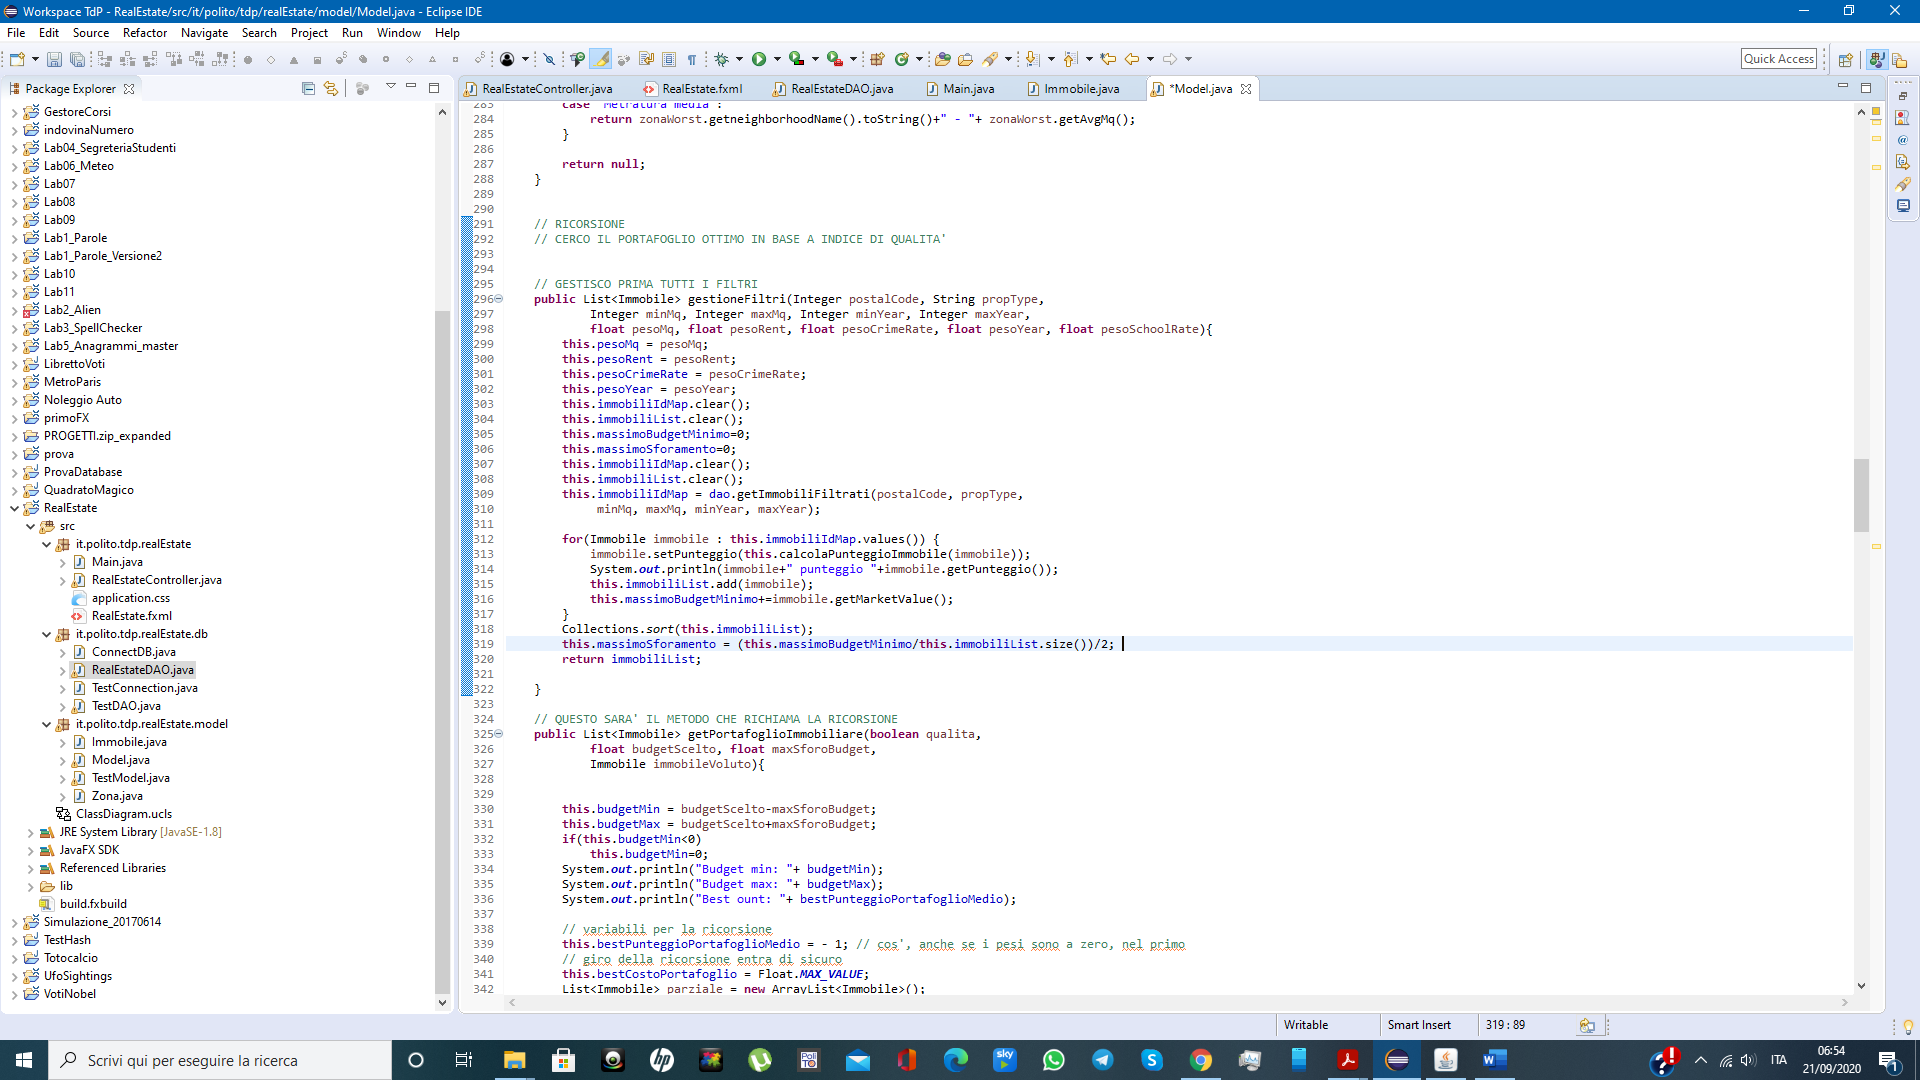 Workspace TdP - RealEstate/src/it/polito/tdp/realEstate/model/Model.java - Eclipse IDE
File Edit Source Refactor Navigate Search Project Run Window Help
Quick Access
Package Explorer
RealEstateController.java RealEstate.fxml RealEstateDAO.java Main.java Immobile.java *Model.java
GestoreCorsi
indovinaNumero
Lab04_SegreteriaStudenti
Lab06_Meteo
Lab07
Lab08
Lab09
Lab1_Parole
Lab1_Parole_Versione2
Lab10
Lab11
Lab2_Alien
Lab3_SpellChecker
Lab5_Anagrammi_master
LibrettoVoti
MetroParis
Noleggio Auto
primoFX
PROGETTI.zip_expanded
prova
ProvaDatabase
QuadratoMagico
RealEstate
src
it.polito.tdp.realEstate
Main.java
RealEstateController.java
application.css
RealEstate.fxml
it.polito.tdp.realEstate.db
ConnectDB.java
RealEstateDAO.java
TestConnection.java
TestDAO.java
it.polito.tdp.realEstate.model
Immobile.java
Model.java
TestModel.java
Zona.java
ClassDiagram.ucls
JRE System Library [JavaSE-1.8]
JavaFX SDK
Referenced Libraries
lib
build.fxbuild
Simulazione_20170614
TestHash
Totocalcio
UfoSightings
VotiNobel
283 case "Metratura media":
284 return zonaWorst.getneighborhoodName().toString()+" - "+ zonaWorst.getAvgMq();
285 }
286
287 return null;
288 }
289
290
291 // RICORSIONE
292 // CERCO IL PORTAFOGLIO OTTIMO IN BASE A INDICE DI QUALITA'
293
294
295 // GESTISCO PRIMA TUTTI I FILTRI
296 public List<Immobile> gestioneFiltri(Integer postalCode, String propType,
297 Integer minMq, Integer maxMq, Integer minYear, Integer maxYear,
298 float pesoMq, float pesoRent, float pesoCrimeRate, float pesoYear, float pesoSchoolRate){
299 this.pesoMq = pesoMq;
300 this.pesoRent = pesoRent;
301 this.pesoCrimeRate = pesoCrimeRate;
302 this.pesoYear = pesoYear;
303 this.immobiliIdMap.clear();
304 this.immobiliList.clear();
305 this.massimoBudgetMinimo=0;
306 this.massimoSforamento=0;
307 this.immobiliIdMap.clear();
308 this.immobiliList.clear();
309 this.immobiliIdMap = dao.getImmobiliFiltrati(postalCode, propType,
310 minMq, maxMq, minYear, maxYear);
311
312 for(Immobile immobile : this.immobiliIdMap.values()) {
313 immobile.setPunteggio(this.calcolaPunteggioImmobile(immobile));
314 System.out.println(immobile+" punteggio "+immobile.getPunteggio());
315 this.immobiliList.add(immobile);
316 this.massimoBudgetMinimo+=immobile.getMarketValue();
317 }
318 Collections.sort(this.immobiliList);
319 this.massimoSforamento = (this.massimoBudgetMinimo/this.immobiliList.size())/2;
320 return immobiliList;
321
322 }
323
324 // QUESTO SARA' IL METODO CHE RICHIAMA LA RICORSIONE
325 public List<Immobile> getPortafoglioImmobiliare(boolean qualita,
326 float budgetScelto, float maxSforoBudget,
327 Immobile immobileVoluto){
328
329
330 this.budgetMin = budgetScelto-maxSforoBudget;
331 this.budgetMax = budgetScelto+maxSforoBudget;
332 if(this.budgetMin<0)
333 this.budgetMin=0;
334 System.out.println("Budget min: "+ budgetMin);
335 System.out.println("Budget max: "+ budgetMax);
336 System.out.println("Best ount: "+ bestPunteggioPortafoglioMedio);
337
338 // variabili per la ricorsione
339 this.bestPunteggioPortafoglioMedio = - 1; // cos', anche se i pesi sono a zero, nel primo
340 // giro della ricorsione entra di sicuro
341 this.bestCostoPortafoglio = Float.MAX_VALUE;
342 List<Immobile> parziale = new ArrayList<Immobile>();
Writable Smart Insert 319 : 89
Scrivi qui per eseguire la ricerca
ITA
06:54
21/09/2020
1